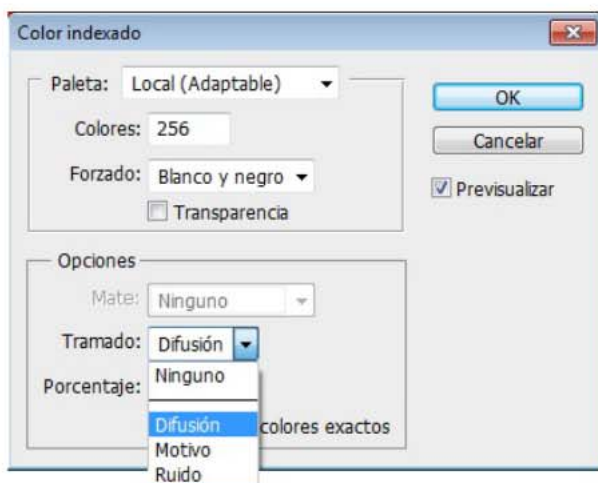 Color indexado
Paleta: Local (Adaptable)
Colores: 256
Forzado: Blanco y negro
Transparencia
OK
Cancelar
Previsualizar
Opciones
Mate: Ninguno
Tramado: Difusión
Ninguno
Porcentaje:
Difusión colores exactos
Motivo
Ruido